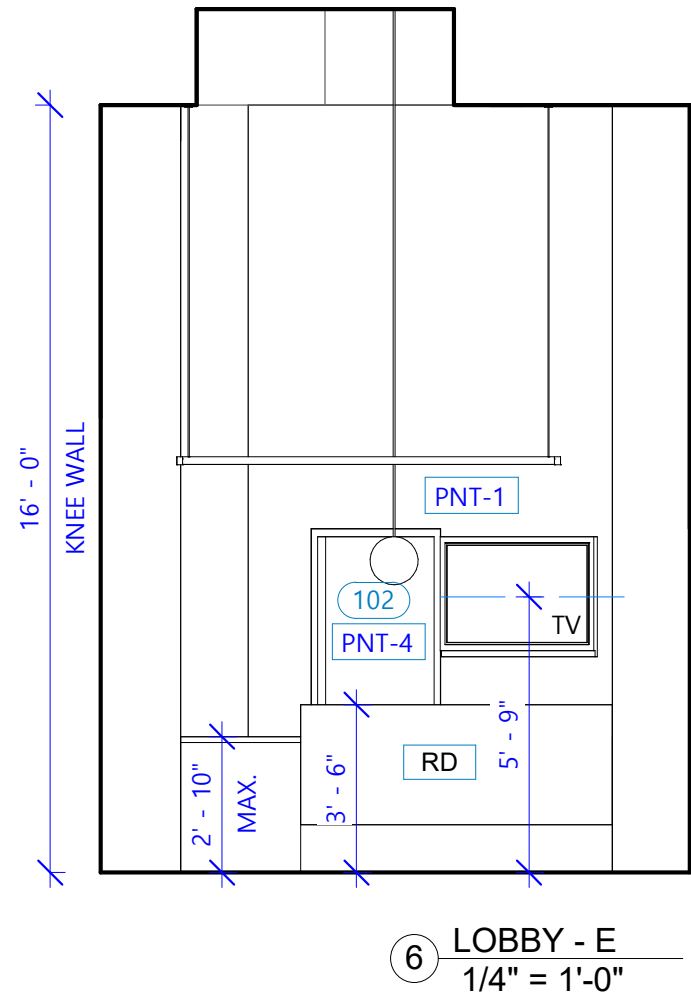 16' - 0"
KNEE WALL
PNT-1
102
PNT-4
TV
RD
5' - 9"
3' - 6"
2' - 10"
MAX.
6
LOBBY - E
1/4" = 1'-0"